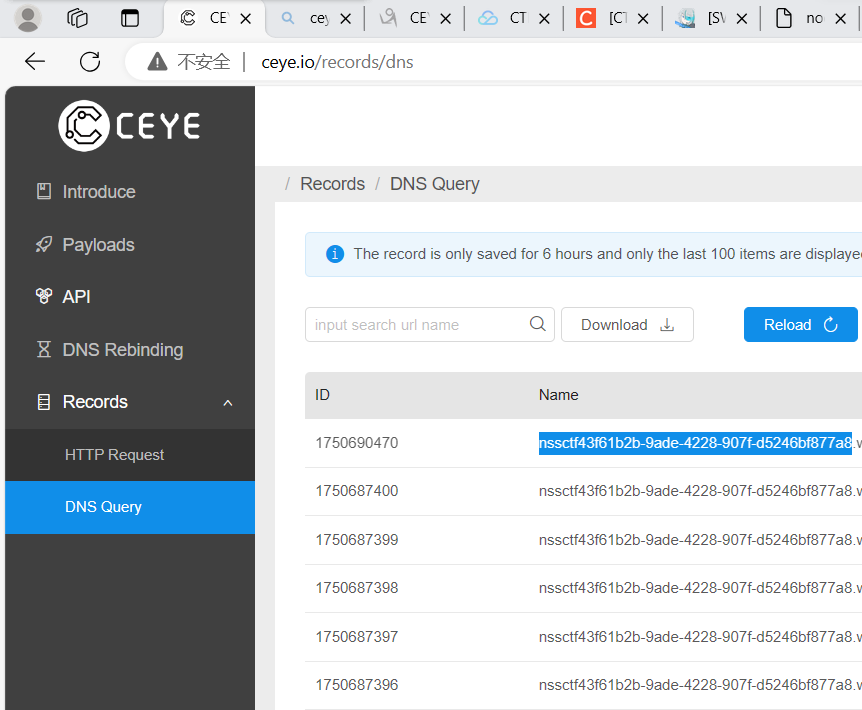 CE
cey
CE
CT
[CT
[SV
no
不安全 | ceye.io/records/dns
CEYE
Introduce
Payloads
API
DNS Rebinding
Records
HTTP Request
DNS Query
/ Records / DNS Query
The record is only saved for 6 hours and only the last 100 items are displaye
input search url name
Download
Reload
ID Name
1750690470 nssctf43f61b2b-9ade-4228-907f-d5246bf877a8.w
1750687400 nssctf43f61b2b-9ade-4228-907f-d5246bf877a8.w
1750687399 nssctf43f61b2b-9ade-4228-907f-d5246bf877a8.w
1750687398 nssctf43f61b2b-9ade-4228-907f-d5246bf877a8.w
1750687397 nssctf43f61b2b-9ade-4228-907f-d5246bf877a8.w
1750687396 nssctf43f61b2b-9ade-4228-907f-d5246bf877a8.w